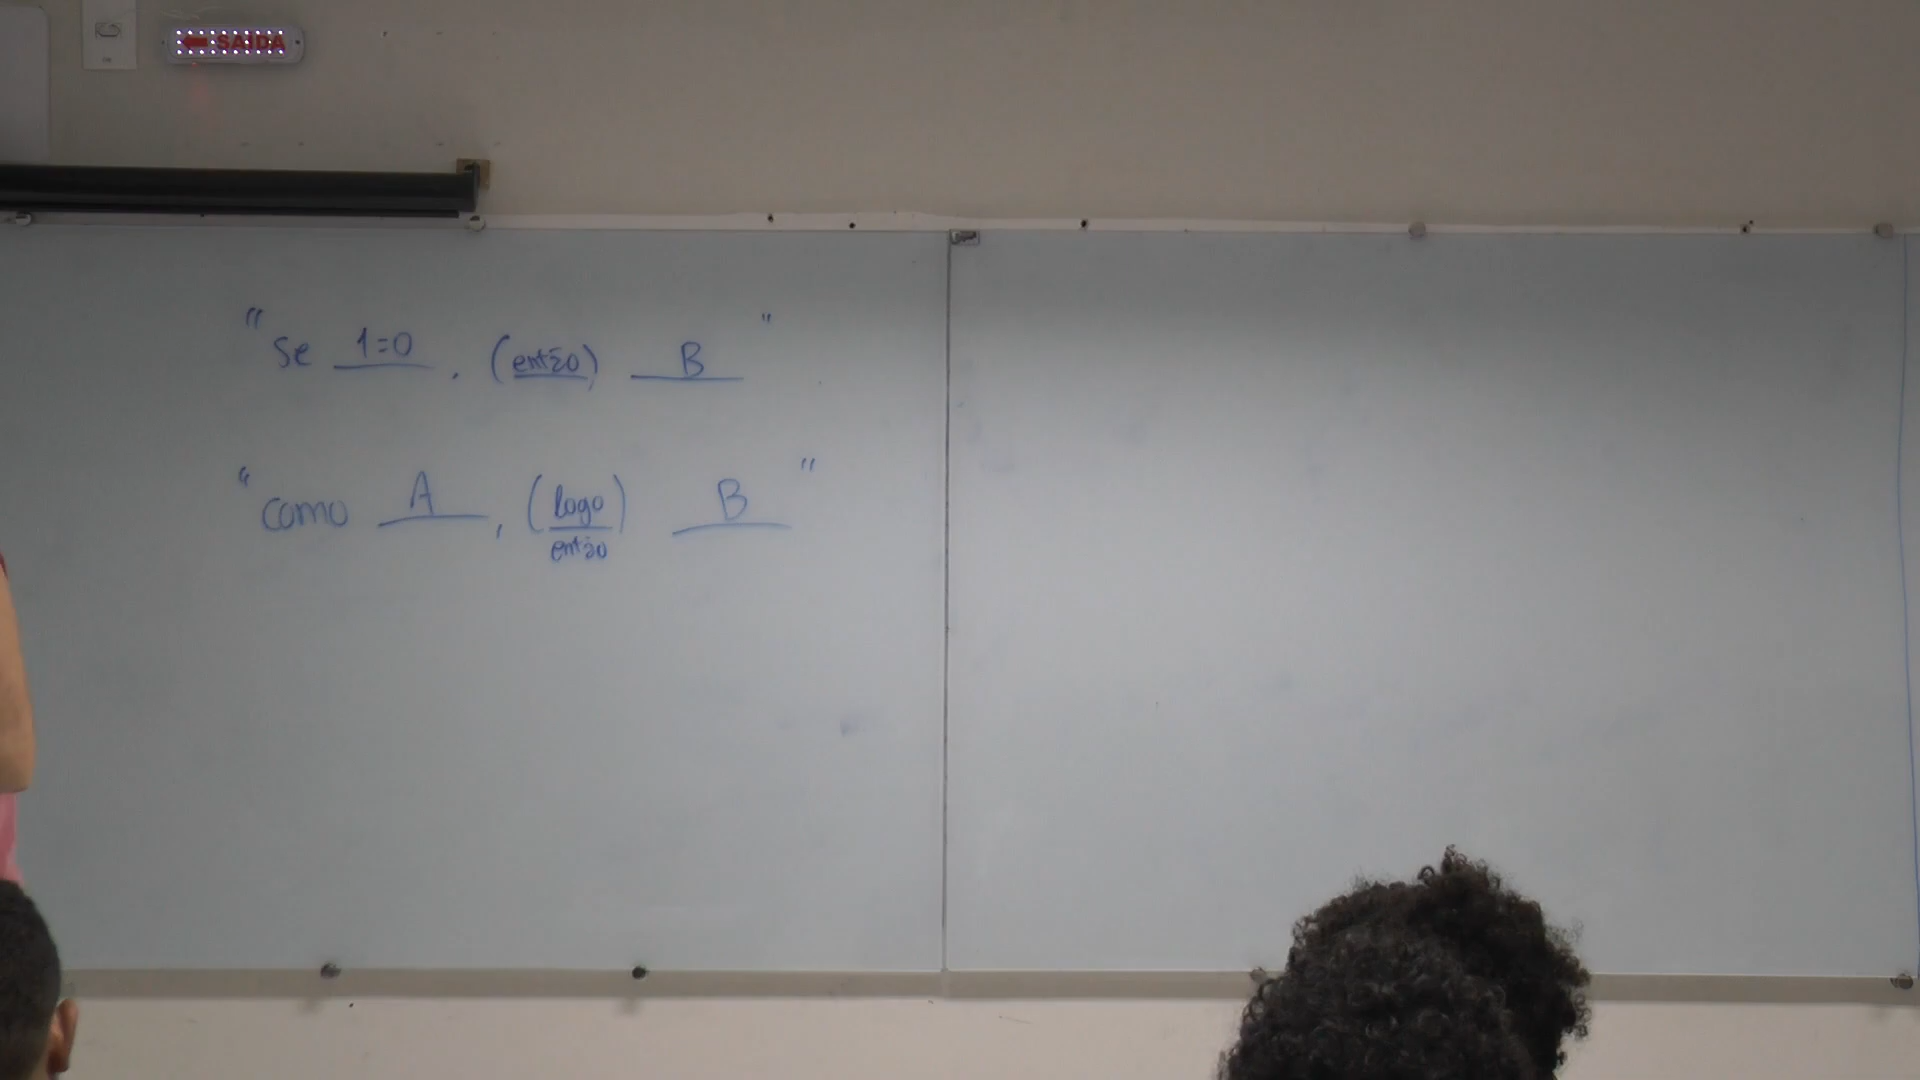 ← SAÍDA
"Se 1=0, (então) B"
"como A, (logo) B"
então